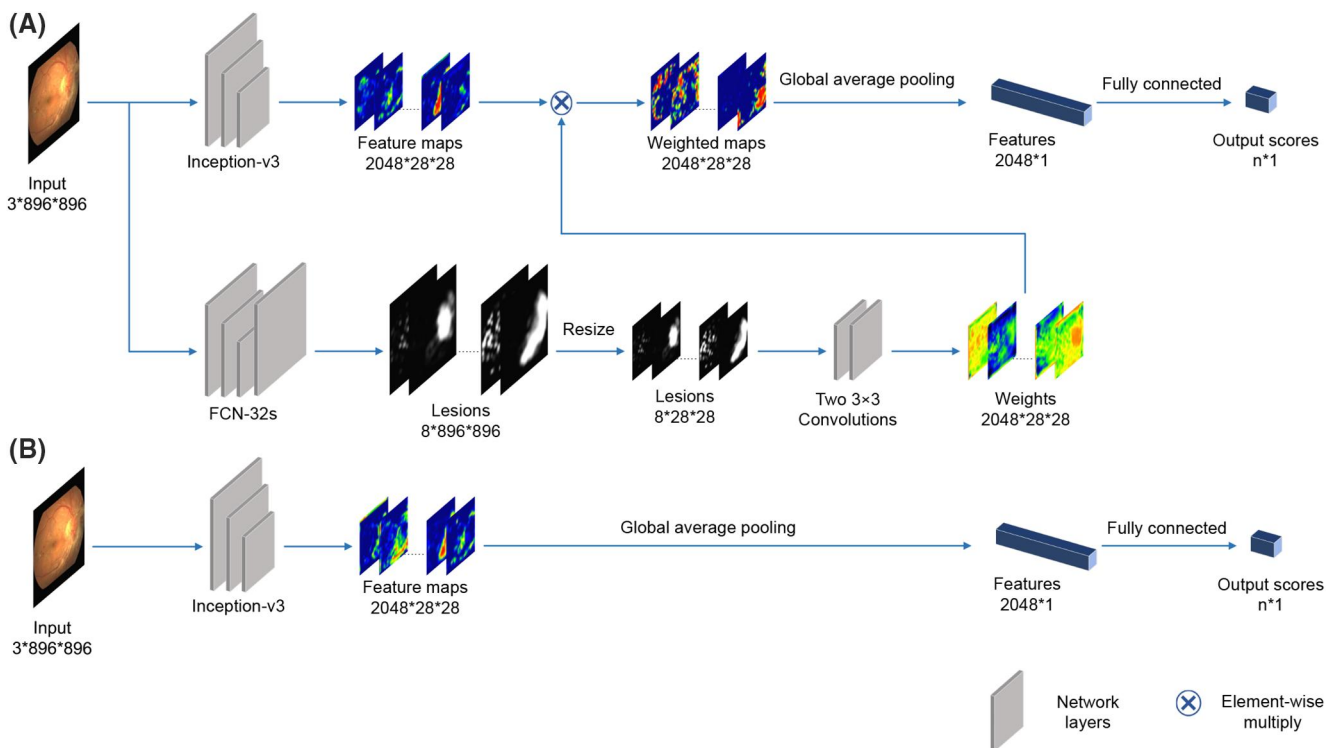 (A)
Input
3*896*896
Inception-v3
Feature maps
2048*28*28
Weighted maps
2048*28*28
Global average pooling
Features
2048*1
Fully connected
Output scores
n*1
FCN-32s
Lesions
8*896*896
Resize
Lesions
8*28*28
Two 3×3
Convolutions
Weights
2048*28*28
(B)
Input
3*896*896
Inception-v3
Feature maps
2048*28*28
Global average pooling
Features
2048*1
Fully connected
Output scores
n*1
Network
layers
Element-wise
multiply